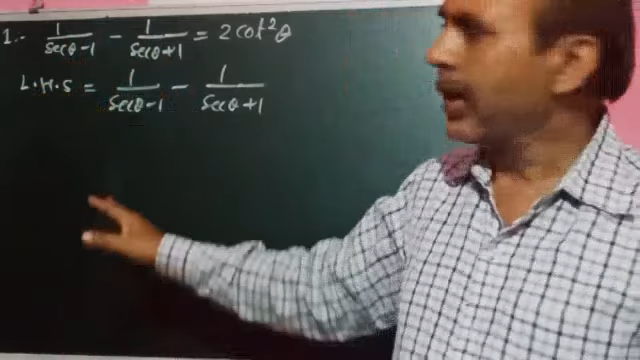 1.- 1/(secθ-1) - 1/(secθ+1) = 2cot²θ
L.H.S = 1/(secθ-1) - 1/(secθ+1)